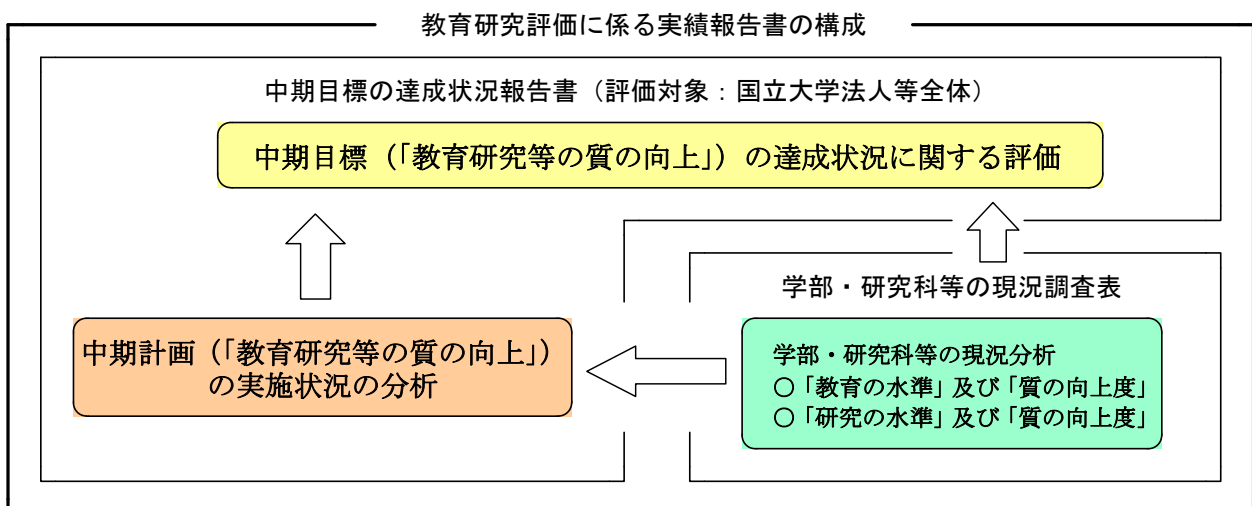 教育研究評価に係る実績報告書の構成
中期目標の達成状況報告書（評価対象：国立大学法人等全体）
中期目標（「教育研究等の質の向上」）の達成状況に関する評価
学部・研究科等の現況調査表
中期計画（「教育研究等の質の向上」）
の実施状況の分析
学部・研究科等の現況分析
○「教育の水準」及び「質の向上度」
○「研究の水準」及び「質の向上度」